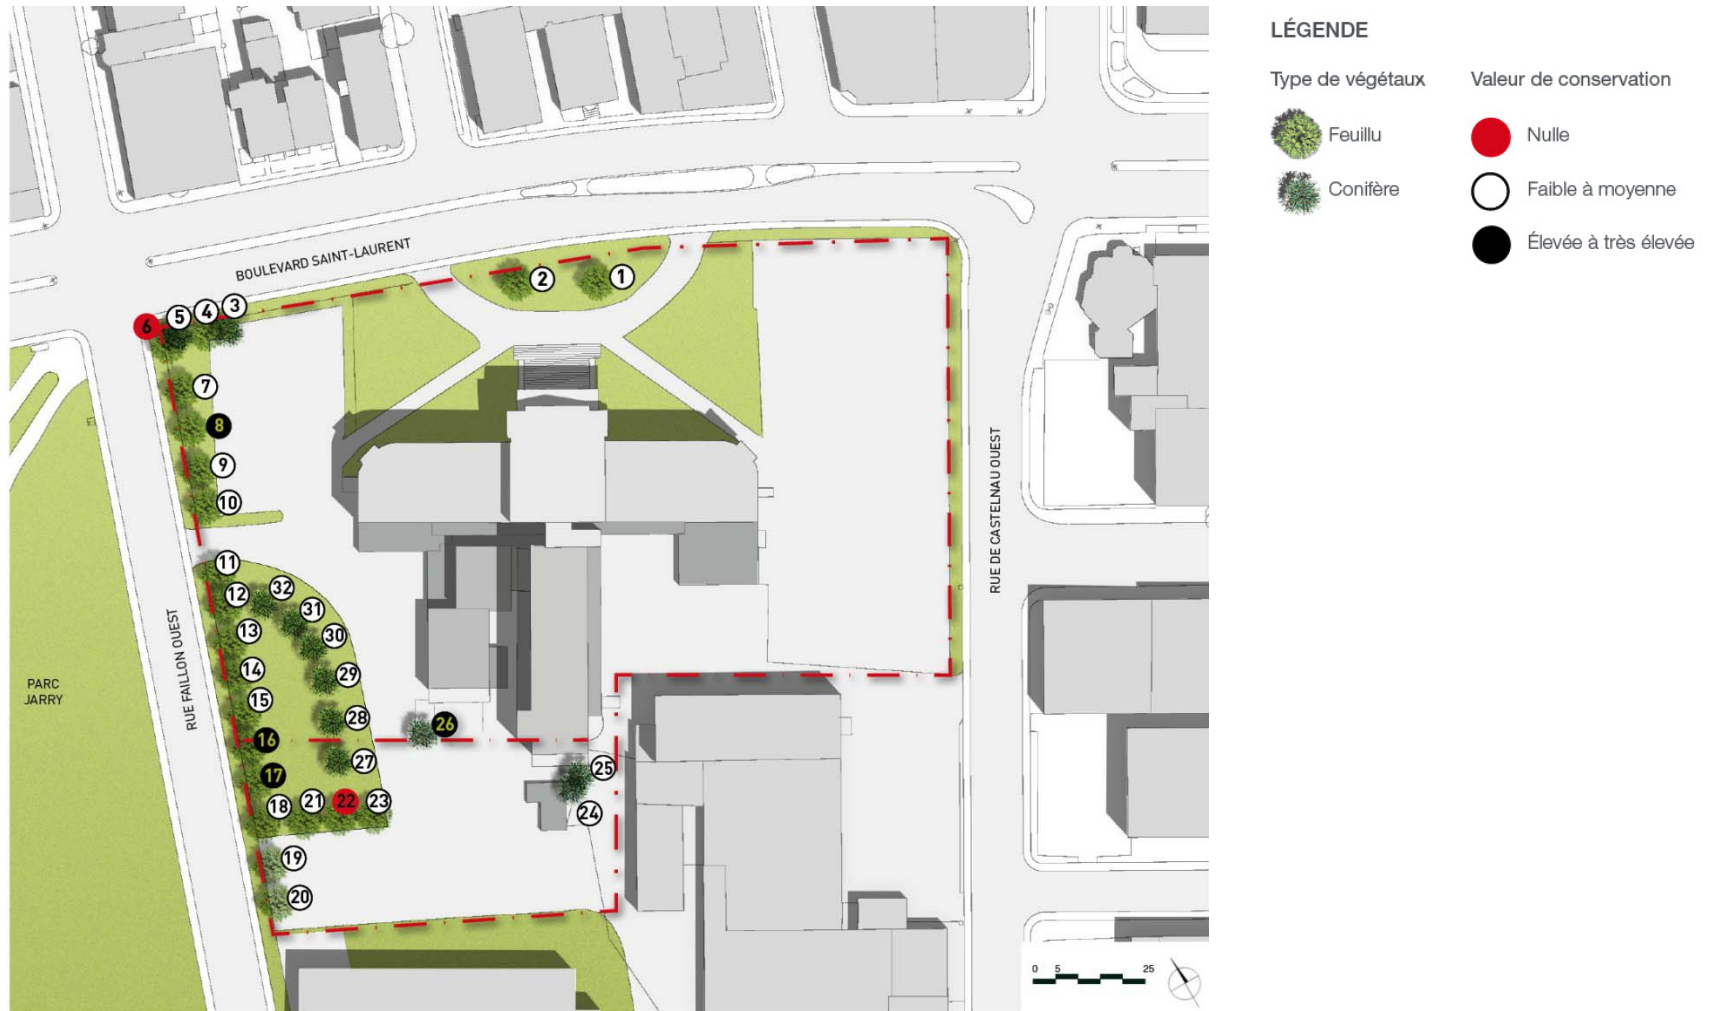 LÉGENDE
Type de végétaux
Valeur de conservation
Feuillu
Nulle
Conifère
Faible à moyenne
Élevée à très élevée
BOULEVARD SAINT-LAURENT
2
1
3
4
5
6
7
8
9
10
11
12
32
31
13
30
14
29
15
28
16
26
27
17
25
18
21
22
23
24
19
20
RUE FAILLON OUEST
RUE DE CASTELNAU OUEST
PARC
JARRY
0 5 25